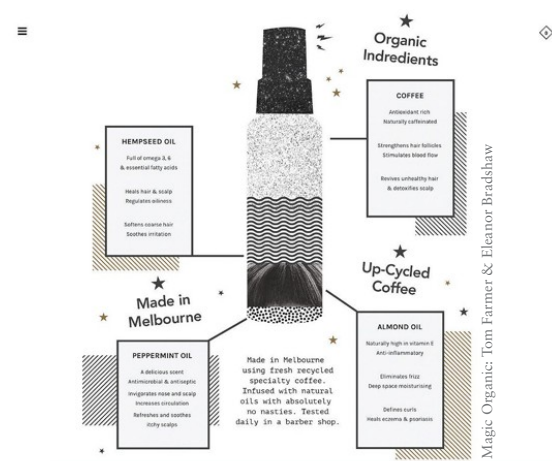 Organic
Indredients
COFFEE
Antioxidant rich
Naturally caffeinated
Strengthens hair follicles
Stimulates bleed flow
Revives unhealthy hair
& detoxifies scalp
HEMPSEED OIL
Full of omega 3, 6
& essential fatty acids
Heals hair & scalp
Regulates oiliness
Softens coarse hair
Soothes irritation
Made in
Melbourne
PEPPERMINT OIL
A delicious scent
Antimicrobial & antiseptic
Invigorates nose and scalp
Increases circulation
Refreshes and soothes
itchy scalps
Made in Melbourne
using fresh recycled
specialty coffee.
Infused with natural
oils with absolutely
no nasties. Tested
daily in a barber shop.
Up-Cycled
Coffee
ALMOND OIL
Naturally high in vitamin E
Anti-inflammatory
Eliminates frizz
Deep space moisturising
Defines curls
Heals eczema & psoriasis
Magic Organic: Tom Farmer & Eleanor Bradshaw